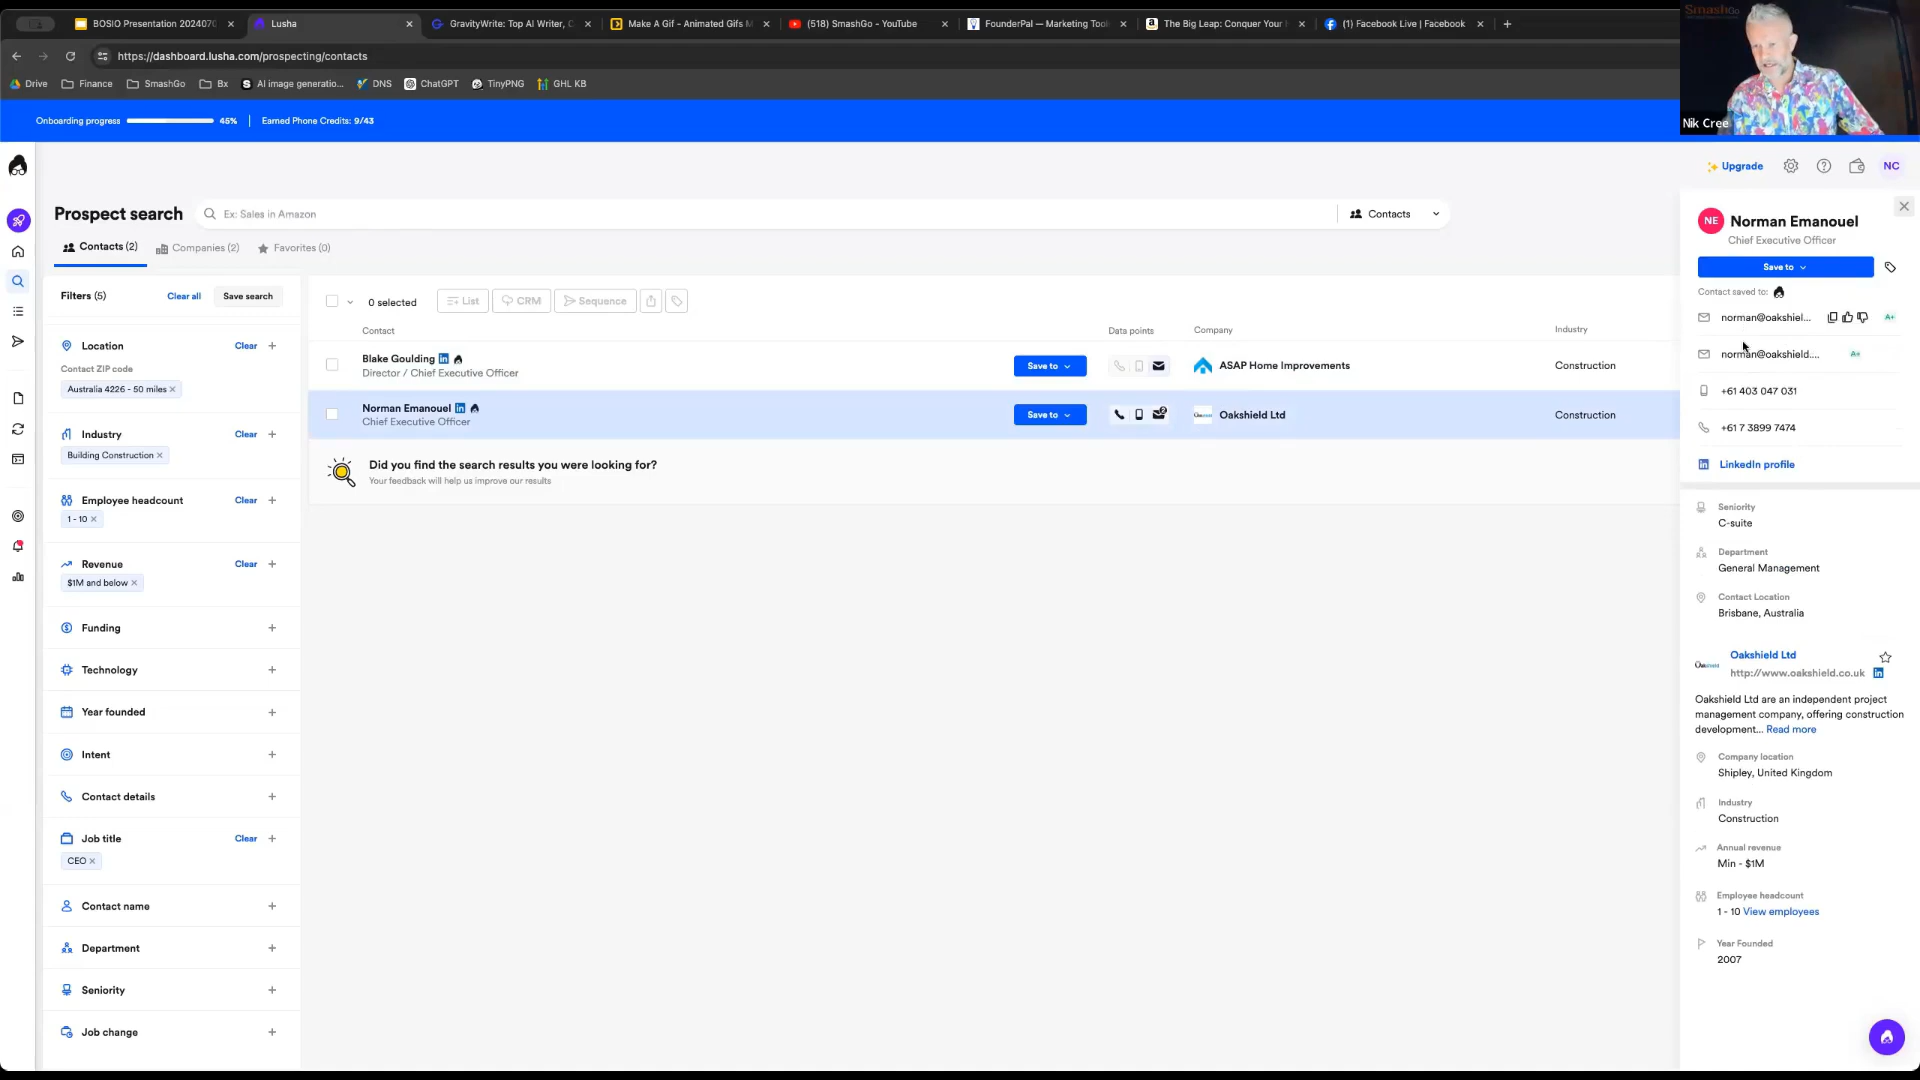 BOSIO Presentation 202407
Lusha
GravityWrite: Top AI Writer, C
Make A Gif - Animated Gifs M
(518) SmashGo - YouTube
FounderPal — Marketing Tool
The Big Leap: Conquer Your
(1) Facebook Live | Facebook
https://dashboard.lusha.com/prospecting/contacts
Drive
Finance
SmashGo
Bx
AI image generatio...
DNS
ChatGPT
TinyPNG
GHL KB
Nik Cree
Onboarding progress
45%
Earned Phone Credits: 9/43
Upgrade
NC
Prospect search
Ex: Sales in Amazon
Contacts
Contacts (2)
Companies (2)
Favorites (0)
Filters (5)
Clear all
Save search
Location
Clear
Contact ZIP code
Australia 4226 - 50 miles
Industry
Clear
Building Construction
Employee headcount
Clear
1 - 10
Revenue
Clear
$1M and below
Funding
Technology
Year founded
Intent
Contact details
Job title
Clear
CEO
Contact name
Department
Seniority
Job change
0 selected
List
CRM
Sequence
Contact
Data points
Company
Industry
Blake Goulding
Director / Chief Executive Officer
Save to
ASAP Home Improvements
Construction
Norman Emanouel
Chief Executive Officer
Save to
Oakshield Ltd
Construction
Did you find the search results you were looking for?
Your feedback will help us improve our results
NE
Norman Emanouel
Chief Executive Officer
Save to
Contact saved to:
norman@oakshiel...
A+
norman@oakshield....
A+
+61 403 047 031
+61 7 3899 7474
LinkedIn profile
Seniority
C-suite
Department
General Management
Contact Location
Brisbane, Australia
Oakshield Ltd
http://www.oakshield.co.uk
Oakshield Ltd are an independent project
management company, offering construction
development... Read more
Company location
Shipley, United Kingdom
Industry
Construction
Annual revenue
Min - $1M
Employee headcount
1 - 10 View employees
Year Founded
2007